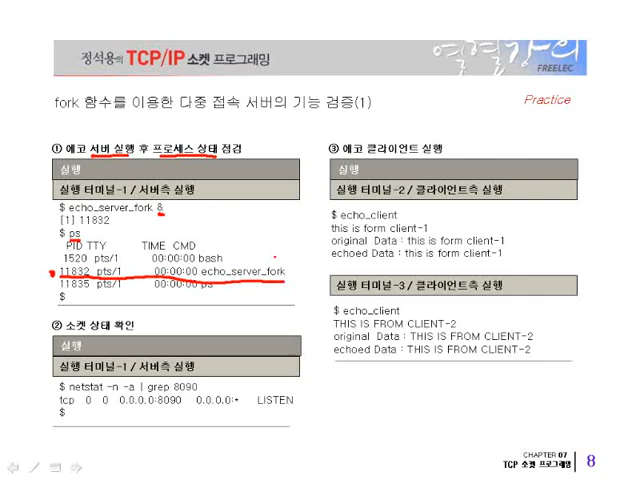 정석용의 TCP/IP 소켓 프로그래밍
열혈강의
FREELEC
fork 함수를 이용한 다중 접속 서버의 기능 검증(1)
Practice
① 에코 서버 실행 후 프로세스 상태 점검
실행
실행 터미널-1 / 서버측 실행
$ echo_server_fork &
[1] 11832
$ ps
PID TTY TIME CMD
1520 pts/1 00:00:00 bash
11832 pts/1 00:00:00 echo_server_fork
11835 pts/1 00:00:00 ps
$
② 소켓 상태 확인
실행
실행 터미널-1 / 서버측 실행
$ netstat -n -a | grep 8090
tcp 0 0 0.0.0.0:8090 0.0.0.0:* LISTEN
$
③ 에코 클라이언트 실행
실행
실행 터미널-2 / 클라이언트측 실행
$ echo_client
this is form client-1
original Data : this is form client-1
echoed Data : this is form client-1
실행 터미널-3 / 클라이언트측 실행
$ echo_client
THIS IS FROM CLIENT-2
original Data : THIS IS FROM CLIENT-2
echoed Data : THIS IS FROM CLIENT-2
CHAPTER 07
TCP 소켓 프로그래밍
8